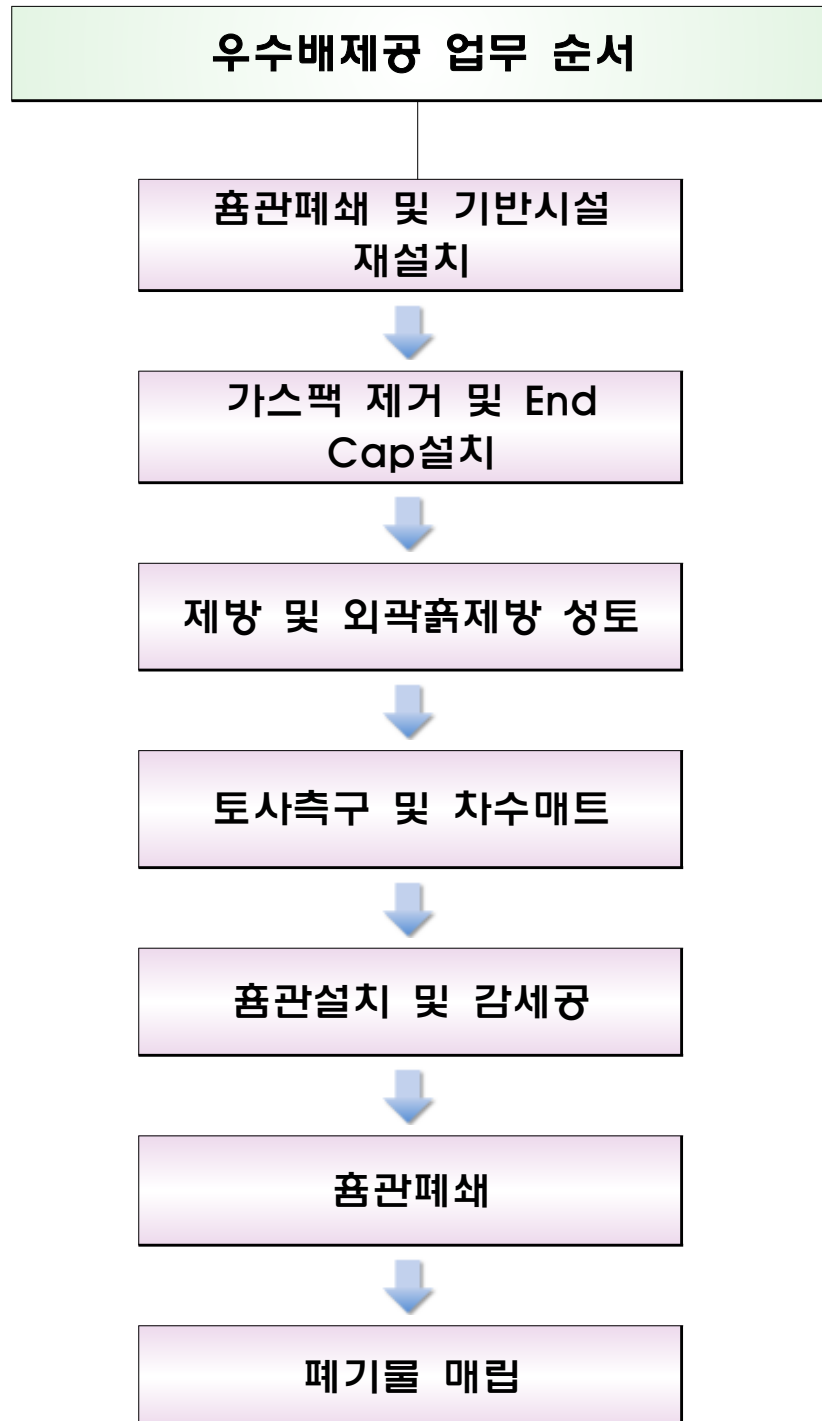 우수배제공 업무 순서
흄관폐쇄 및 기반시설
재설치
가스팩 제거 및 End
Cap설치
제방 및 외곽흙제방 성토
토사측구 및 차수매트
흄관설치 및 감세공
흄관폐쇄
폐기물 매립